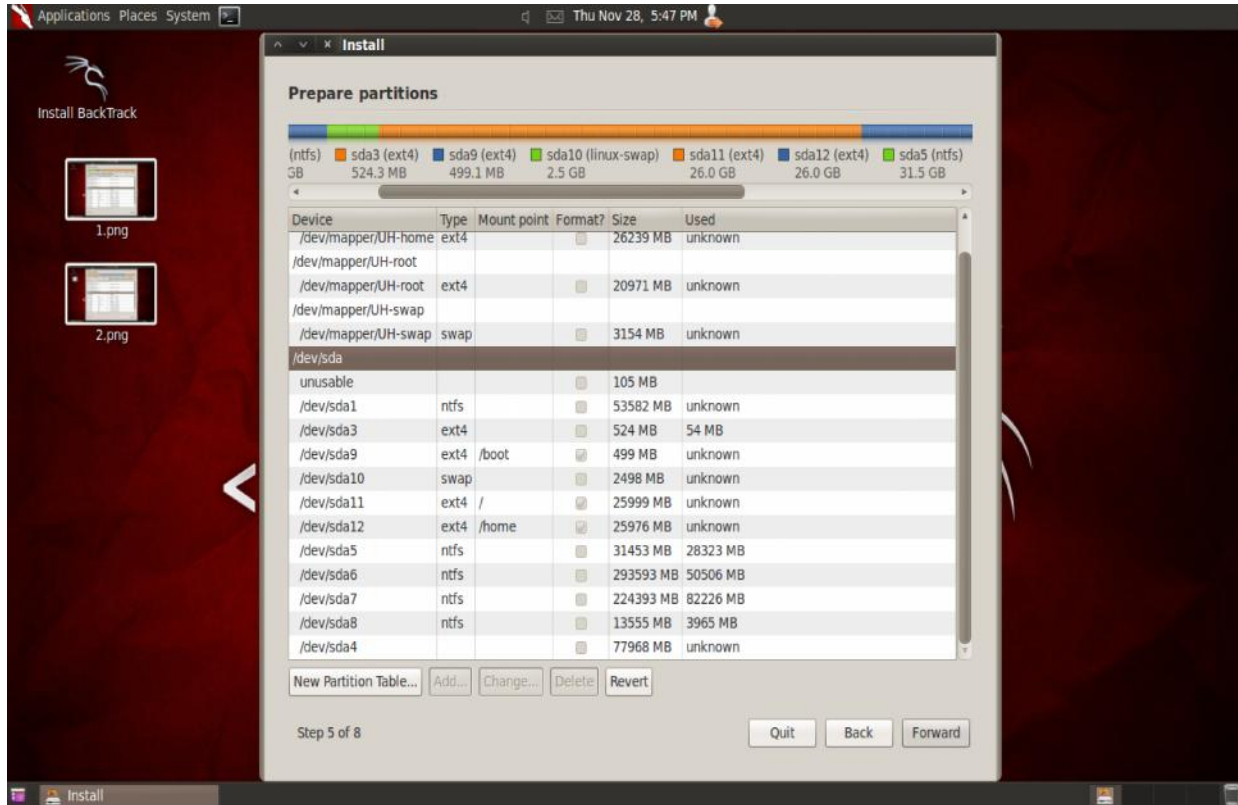 Applications Places System Thu Nov 28, 5:47 PM
Install
Install BackTrack
1.png
2.png
Prepare partitions
(ntfs) sda3 (ext4) sda9 (ext4) sda10 (linux-swap) sda11 (ext4) sda12 (ext4) sda5 (ntfs)
GB 524.3 MB 499.1 MB 2.5 GB 26.0 GB 26.0 GB 31.5 GB
Device Type Mount point Format? Size Used
/dev/mapper/UH-home ext4 26239 MB unknown
/dev/mapper/UH-root
/dev/mapper/UH-root ext4 20971 MB unknown
/dev/mapper/UH-swap
/dev/mapper/UH-swap swap 3154 MB unknown
/dev/sda
unusable 105 MB
/dev/sda1 ntfs 53582 MB unknown
/dev/sda3 ext4 524 MB 54 MB
/dev/sda9 ext4 /boot 499 MB unknown
/dev/sda10 swap 2498 MB unknown
/dev/sda11 ext4 / 25999 MB unknown
/dev/sda12 ext4 /home 25976 MB unknown
/dev/sda5 ntfs 31453 MB 28323 MB
/dev/sda6 ntfs 293593 MB 50506 MB
/dev/sda7 ntfs 224393 MB 82226 MB
/dev/sda8 ntfs 13555 MB 3965 MB
/dev/sda4 77968 MB unknown
New Partition Table... Add... Change... Delete Revert
Step 5 of 8 Quit Back Forward
Install